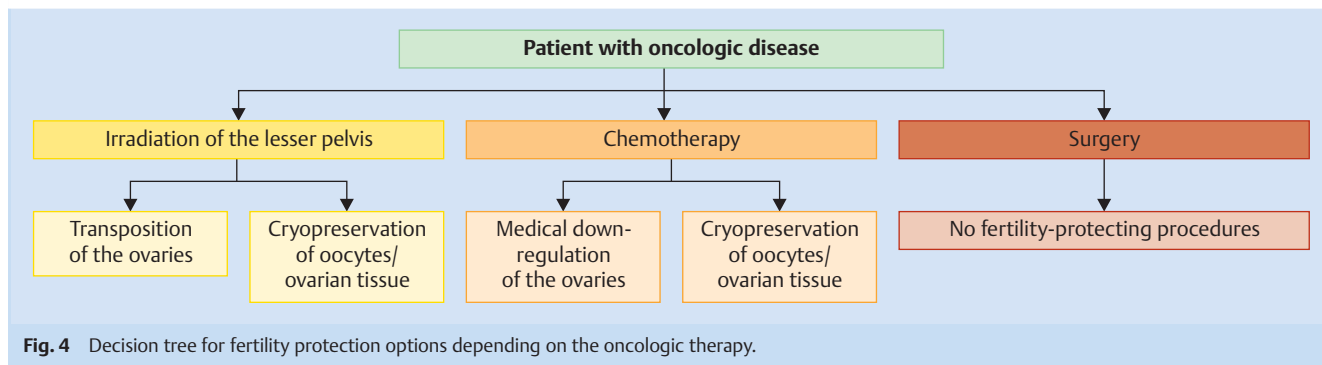 Patient with oncologic disease
Irradiation of the lesser pelvis
Chemotherapy
Surgery
Transposition
of the ovaries
Cryopreservation
of oocytes/
ovarian tissue
Medical down-
regulation
of the ovaries
Cryopreservation
of oocytes/
ovarian tissue
No fertility-protecting procedures
Fig. 4 Decision tree for fertility protection options depending on the oncologic therapy.